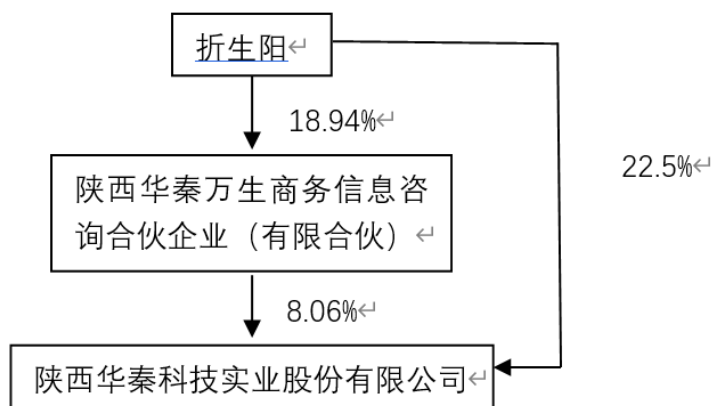 折生阳
18.94%
22.5%
陕西华秦万生商务信息咨
询合伙企业（有限合伙）
8.06%
陕西华秦科技实业股份有限公司